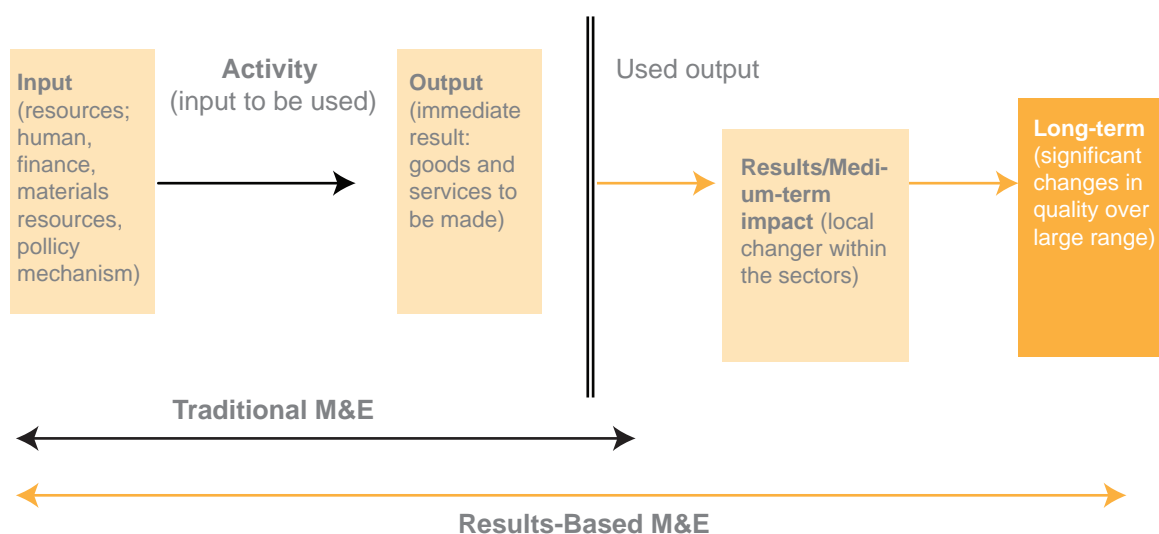 Input
(resources;
human,
finance,
materials
resources,
pollicy
mechanism)
Activity
(input to be used)
Output
(immediate
result:
goods and
services to
be made)
Used output
Results/Medi-
um-term
impact (local
changer within
the sectors)
Long-term
(significant
changes in
quality over
large range)
Traditional M&E
Results-Based M&E